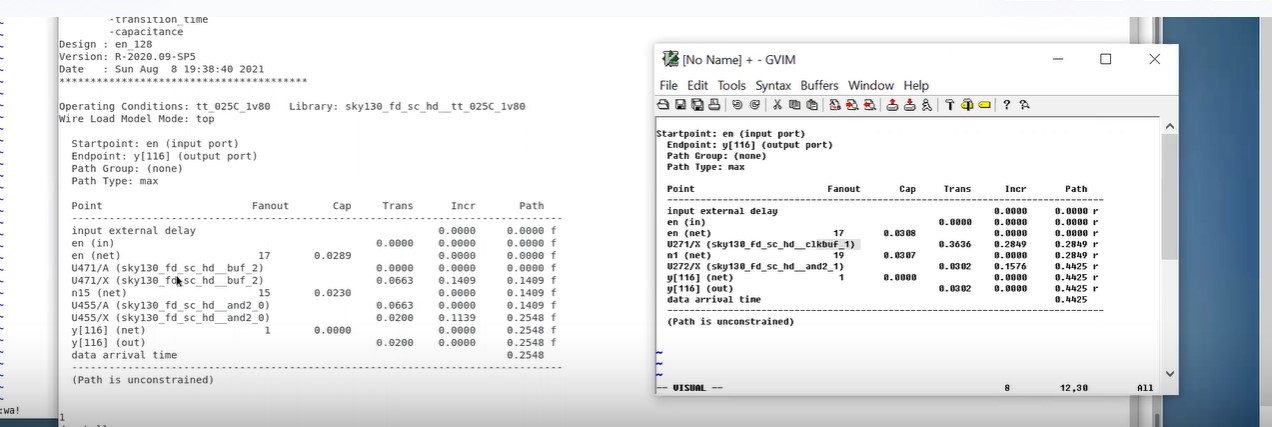 -transition_time
-capacitance
Design : en_128
Version: R-2020.09-SP5
Date   : Sun Aug  8 19:38:40 2021
****************************************
Operating Conditions: tt_025C_1v80   Library: sky130_fd_sc_hd__tt_025C_1v80
Wire Load Model Mode: top
Startpoint: en (input port)
Endpoint: y[116] (output port)
Path Group: (none)
Path Type: max
Point Fanout Cap Trans Incr Path
------------------------------------------------------------------------------
input external delay 0.0000 0.0000 f
en (in) 0.0000 0.0000 0.0000 f
en (net) 17 0.0289 0.0000 0.0000 f
U471/A (sky130_fd_sc_hd__buf_2) 0.0000 0.0000 0.0000 f
U471/X (sky130_fd_sc_hd__buf_2) 0.0663 0.1409 0.1409 f
n15 (net) 15 0.0230 0.0000 0.1409 f
U455/A (sky130_fd_sc_hd__and2_0) 0.0663 0.0000 0.1409 f
U455/X (sky130_fd_sc_hd__and2_0) 0.0200 0.1139 0.2548 f
y[116] (net) 1 0.0000 0.0000 0.2548 f
y[116] (out) 0.0200 0.0000 0.2548 f
data arrival time 0.2548
------------------------------------------------------------------------------
(Path is unconstrained)
1
:wa!
[No Name] + - GVIM
File Edit Tools Syntax Buffers Window Help
Startpoint: en (input port)
Endpoint: y[116] (output port)
Path Group: (none)
Path Type: max
Point Fanout Cap Trans Incr Path
------------------------------------------------------------------------------
input external delay 0.0000 0.0000 r
en (in) 0.0000 0.0000 0.0000 r
en (net) 17 0.0308 0.0000 0.0000 r
U271/X (sky130_fd_sc_hd__clkbuf_1) 0.3636 0.2849 0.2849 r
n1 (net) 19 0.0307 0.0000 0.2849 r
U272/X (sky130_fd_sc_hd__and2_1) 0.0302 0.1576 0.4425 r
y[116] (net) 1 0.0000 0.0000 0.4425 r
y[116] (out) 0.0302 0.0000 0.4425 r
data arrival time 0.4425
------------------------------------------------------------------------------
(Path is unconstrained)
~
~
~
-- VISUAL -- 8 12,30 All